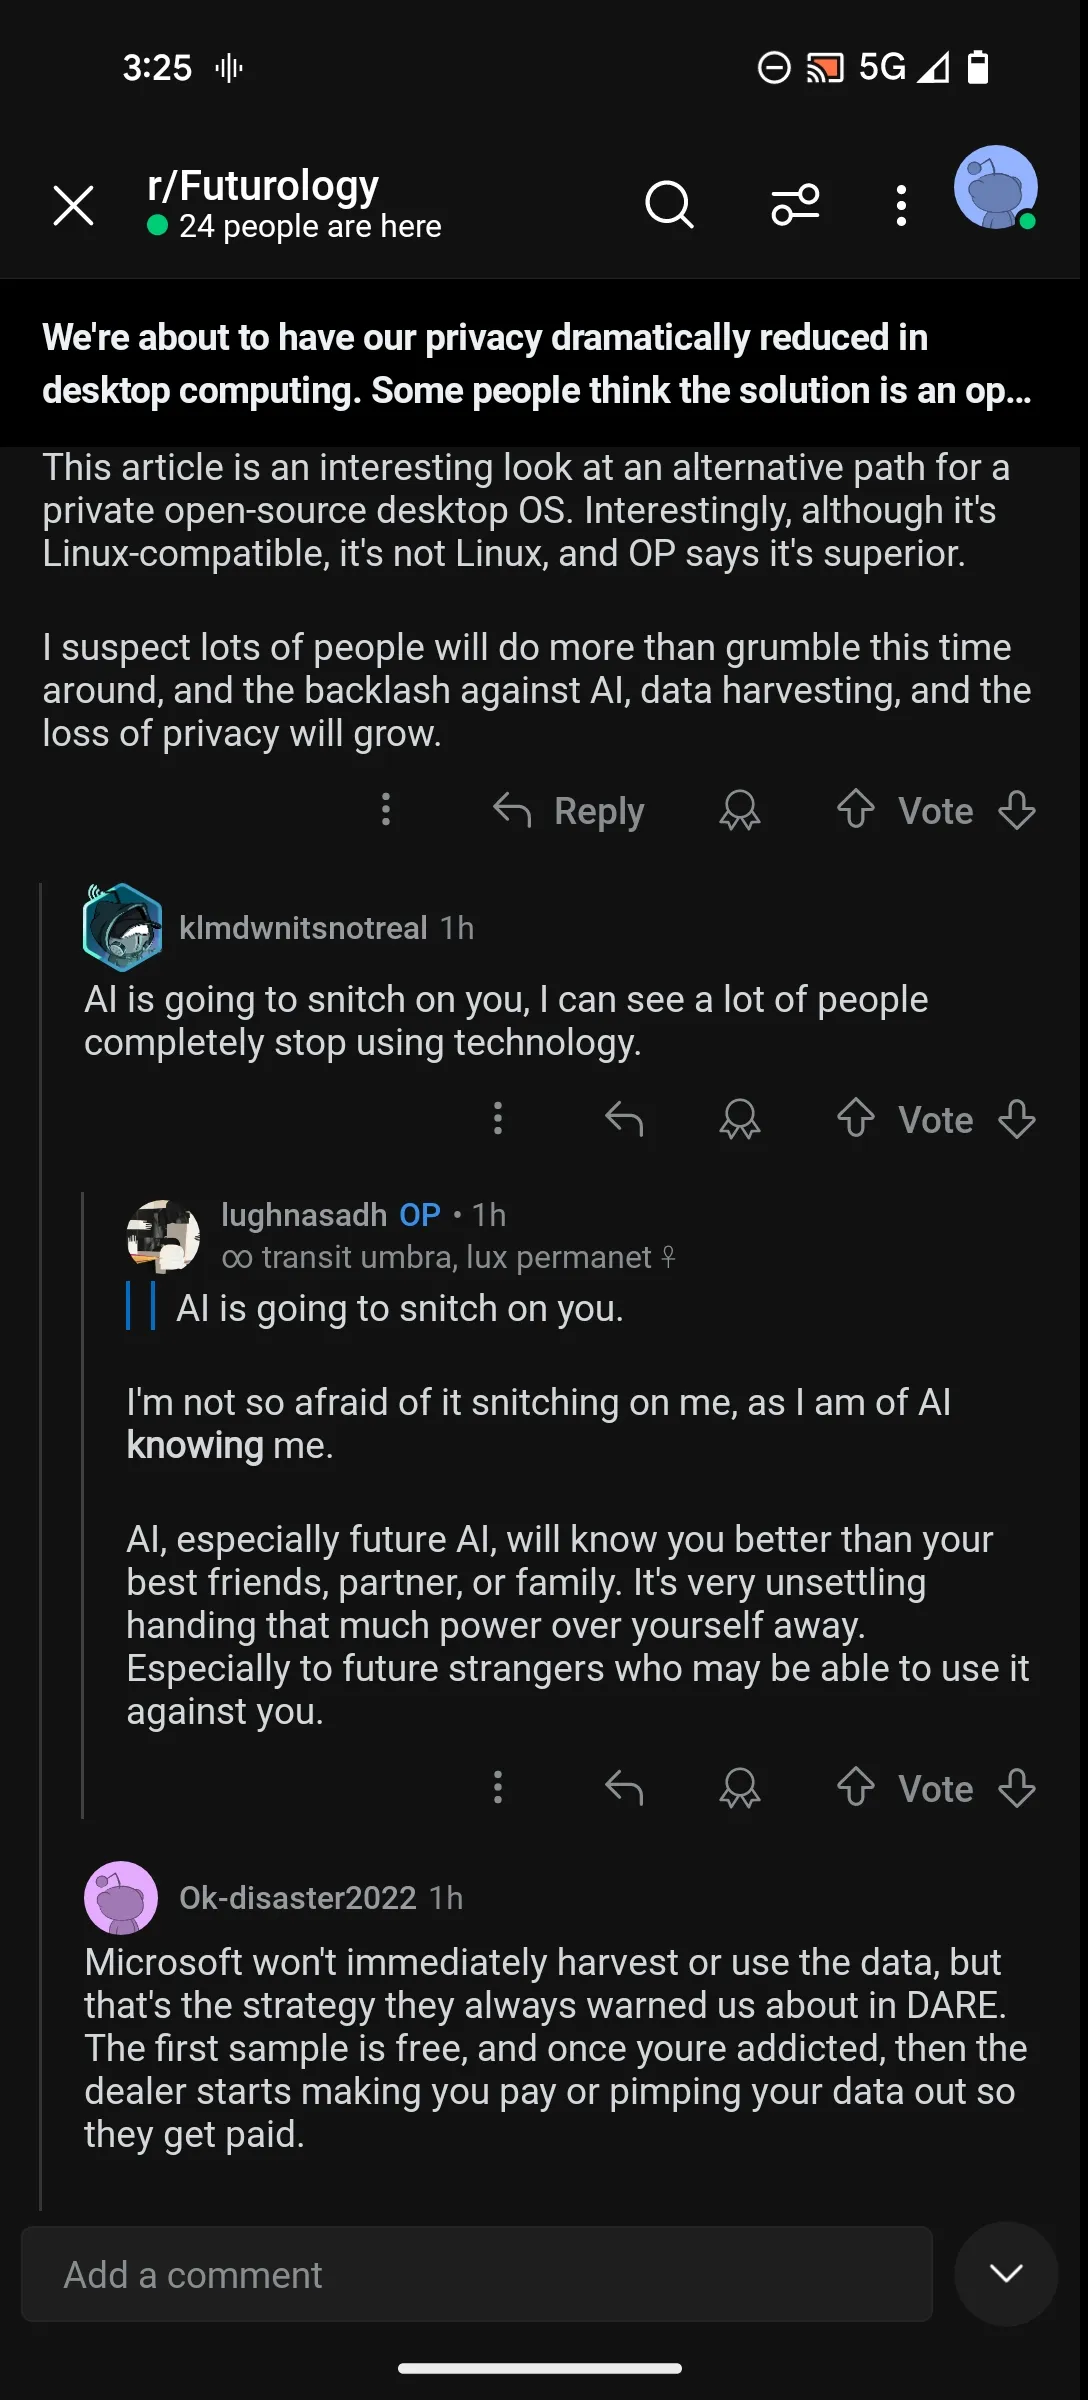 3:25
5G
r/Futurology
24 people are here
We're about to have our privacy dramatically reduced in
desktop computing. Some people think the solution is an op...
This article is an interesting look at an alternative path for a
private open-source desktop OS. Interestingly, although it's
Linux-compatible, it's not Linux, and OP says it's superior.
I suspect lots of people will do more than grumble this time
around, and the backlash against AI, data harvesting, and the
loss of privacy will grow.
Reply Vote
klmdwnitsnotreal 1h
AI is going to snitch on you, I can see a lot of people
completely stop using technology.
Vote
lughnasadh OP • 1h
∞ transit umbra, lux permanet ♀
AI is going to snitch on you.
I'm not so afraid of it snitching on me, as I am of AI
knowing me.
AI, especially future AI, will know you better than your
best friends, partner, or family. It's very unsettling
handing that much power over yourself away.
Especially to future strangers who may be able to use it
against you.
Vote
Ok-disaster2022 1h
Microsoft won't immediately harvest or use the data, but
that's the strategy they always warned us about in DARE.
The first sample is free, and once youre addicted, then the
dealer starts making you pay or pimping your data out so
they get paid.
Add a comment